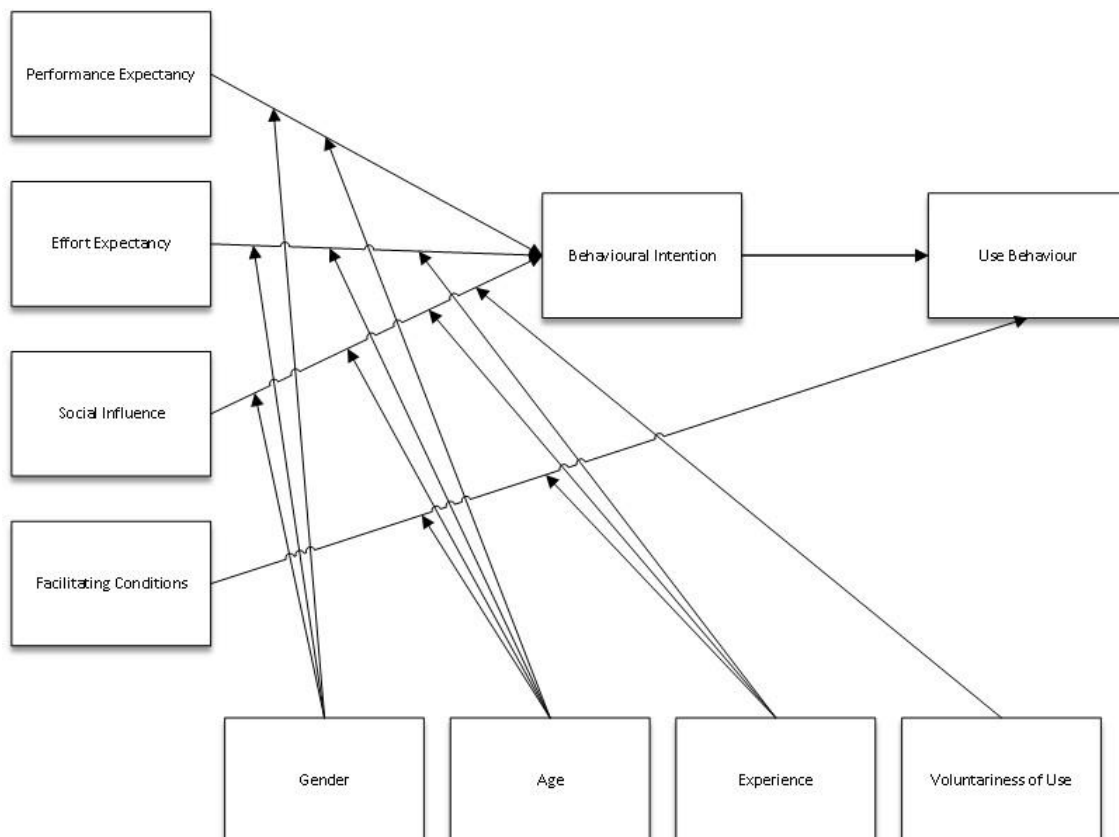 Performance Expectancy
Effort Expectancy
Behavioural Intention
Use Behaviour
Social Influence
Facilitating Conditions
Gender
Age
Experience
Voluntariness of Use